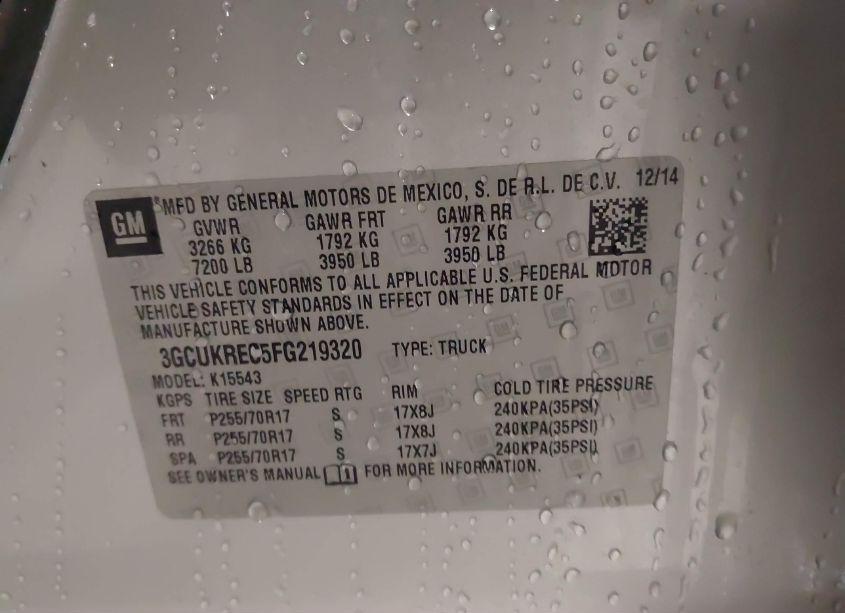 GM
MFD BY GENERAL MOTORS DE MEXICO, S. DE R.L. DE C.V. 12/14
GVWR GAWR FRT GAWR RR
3266 KG 1792 KG 1792 KG
7200 LB 3950 LB 3950 LB
THIS VEHICLE CONFORMS TO ALL APPLICABLE U.S. FEDERAL MOTOR
VEHICLE SAFETY STANDARDS IN EFFECT ON THE DATE OF
MANUFACTURE SHOWN ABOVE.
3GCUKREC5FG219320 TYPE: TRUCK
MODEL: K15543
KGPS TIRE SIZE SPEED RTG RIM COLD TIRE PRESSURE
FRT P255/70R17 S 17X8J 240KPA(35PSI)
RR P255/70R17 S 17X8J 240KPA(35PSI)
SPA P255/70R17 S 17X7J 240KPA(35PSI)
SEE OWNER'S MANUAL FOR MORE INFORMATION.